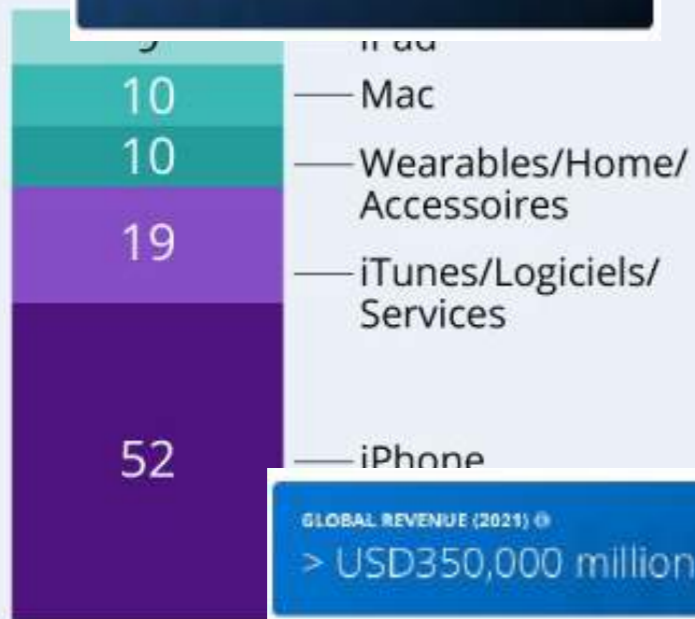 10
Mac
10
Wearables/Home/
Accessoires
19
iTunes/Logiciels/
Services
52
iPhone
GLOBAL REVENUE (2021)
> USD350,000 million